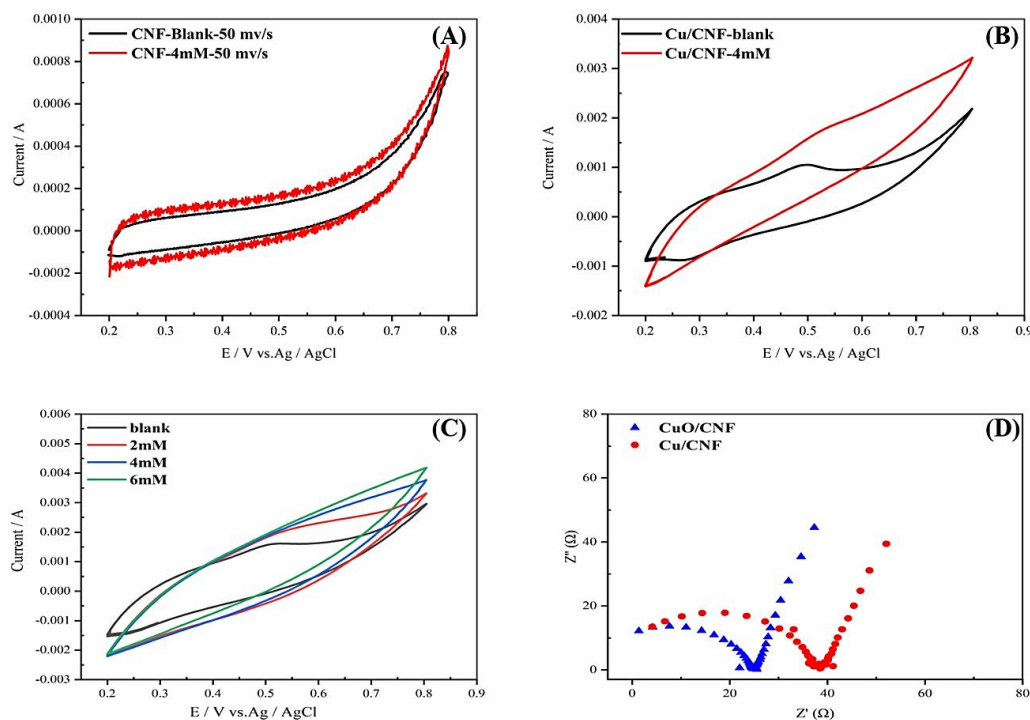 CNF-Blank-50 mv/s
CNF-4mM-50 mv/s
(A)
0.0010
0.0008
0.0006
0.0004
0.0002
0.0000
-0.0002
-0.0004
0.2 0.3 0.4 0.5 0.6 0.7 0.8
Current / A
E / V vs.Ag / AgCl
Cu/CNF-blank
Cu/CNF-4mM
(B)
0.004
0.003
0.002
0.001
0.000
-0.001
-0.002
0.2 0.3 0.4 0.5 0.6 0.7 0.8 0.9
Current / A
E / V vs.Ag / AgCl
blank
2mM
4mM
6mM
(C)
0.006
0.005
0.004
0.003
0.002
0.001
0.000
-0.001
-0.002
-0.003
0.2 0.3 0.4 0.5 0.6 0.7 0.8 0.9
Current / A
E / V vs.Ag / AgCl
CuO/CNF
Cu/CNF
(D)
80
60
40
20
0
0 20 40 60 80
Z'' (Ω)
Z' (Ω)